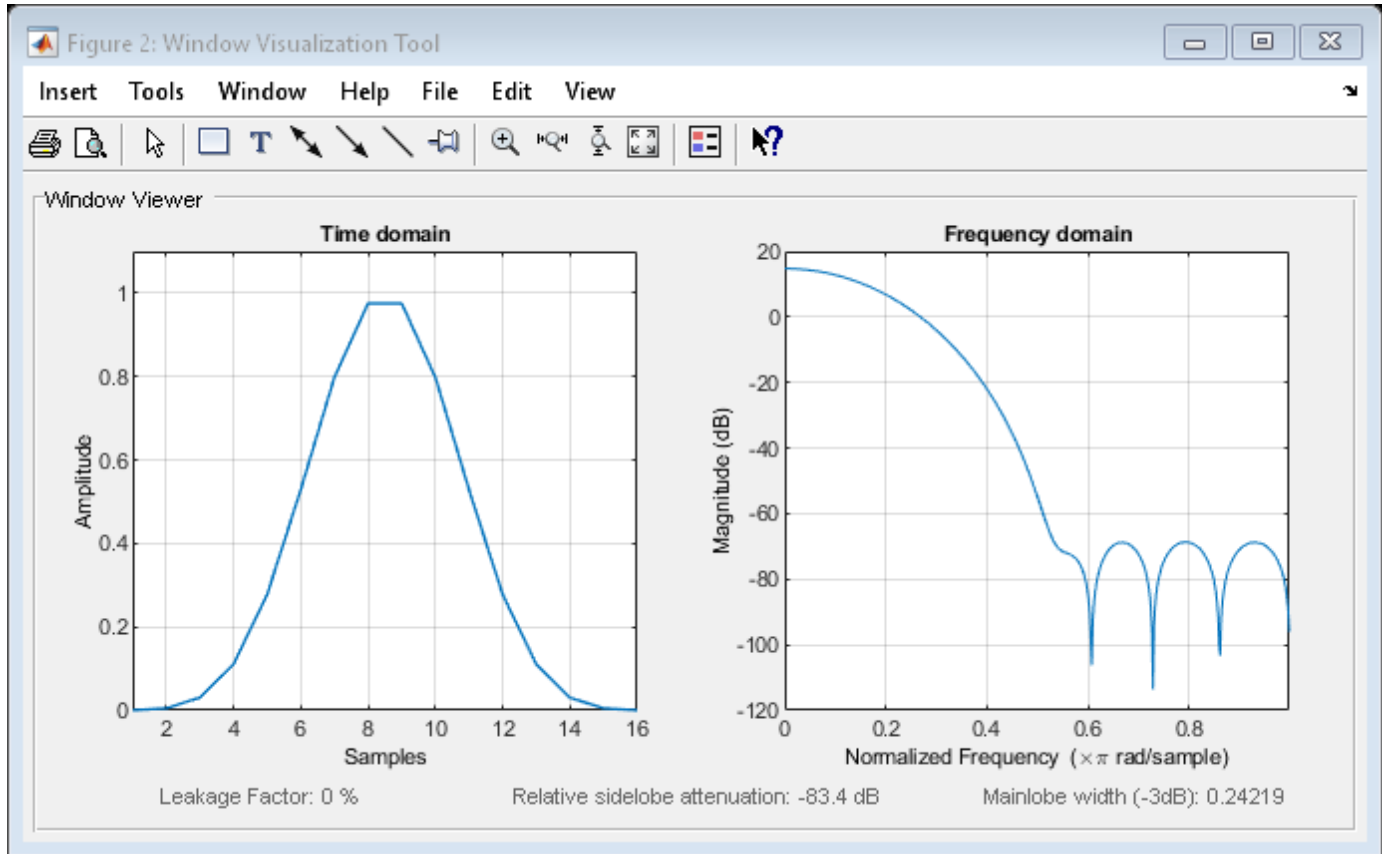 Figure 2: Window Visualization Tool
Insert Tools Window Help File Edit View
T ?
Window Viewer
Time domain
1
0.8
0.6
0.4
0.2
0
2 4 6 8 10 12 14 16
Amplitude
Samples
Frequency domain
20
0
-20
-40
-60
-80
-100
-120
0 0.2 0.4 0.6 0.8
Magnitude (dB)
Normalized Frequency (×π rad/sample)
Leakage Factor: 0 % Relative sidelobe attenuation: -83.4 dB Mainlobe width (-3dB): 0.24219